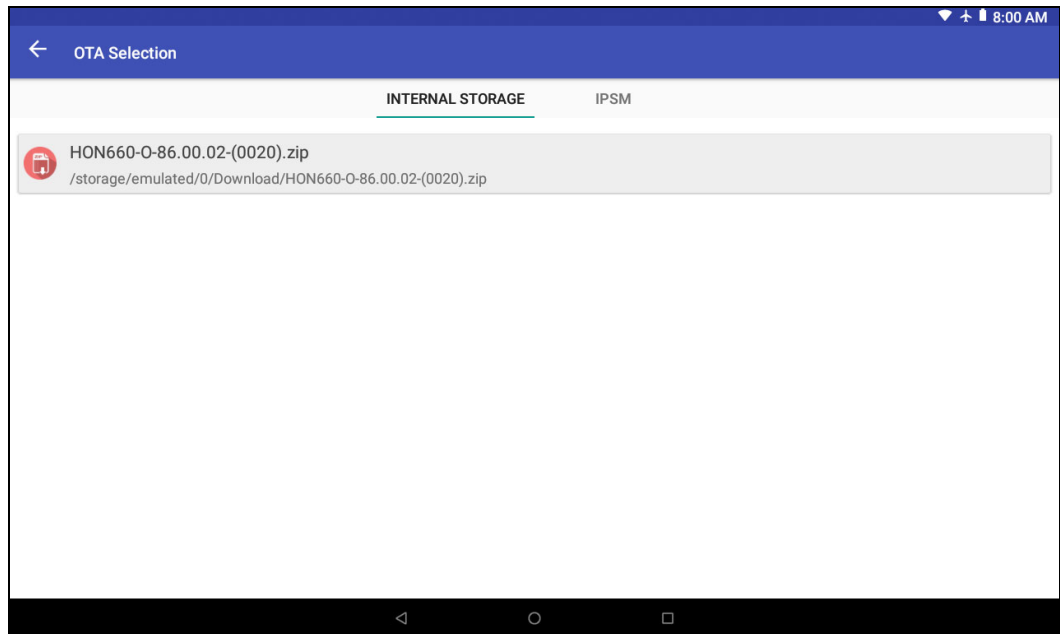 8:00 AM
OTA Selection
INTERNAL STORAGE IPSM
HON660-O-86.00.02-(0020).zip
/storage/emulated/0/Download/HON660-O-86.00.02-(0020).zip